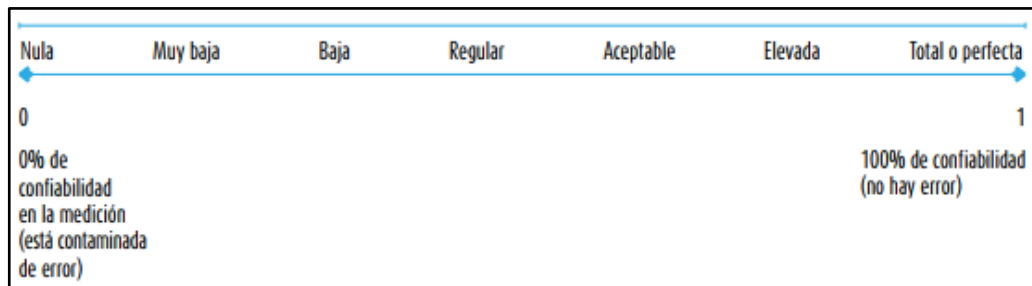 Nula Muy baja Baja Regular Aceptable Elevada Total o perfecta
0 1
0% de
confiabilidad
en la medición
(está contaminada
de error)
100% de confiabilidad
(no hay error)